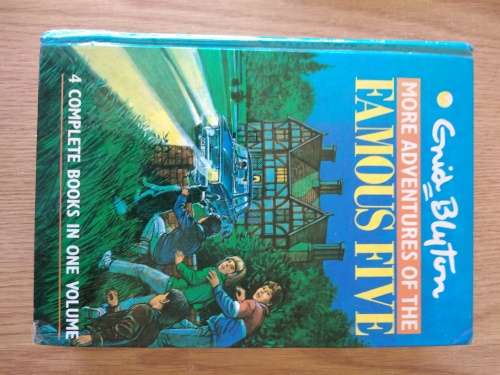 Enid Blyton
MORE ADVENTURES OF THE
FAMOUS FIVE
4 COMPLETE BOOKS IN ONE VOLUME